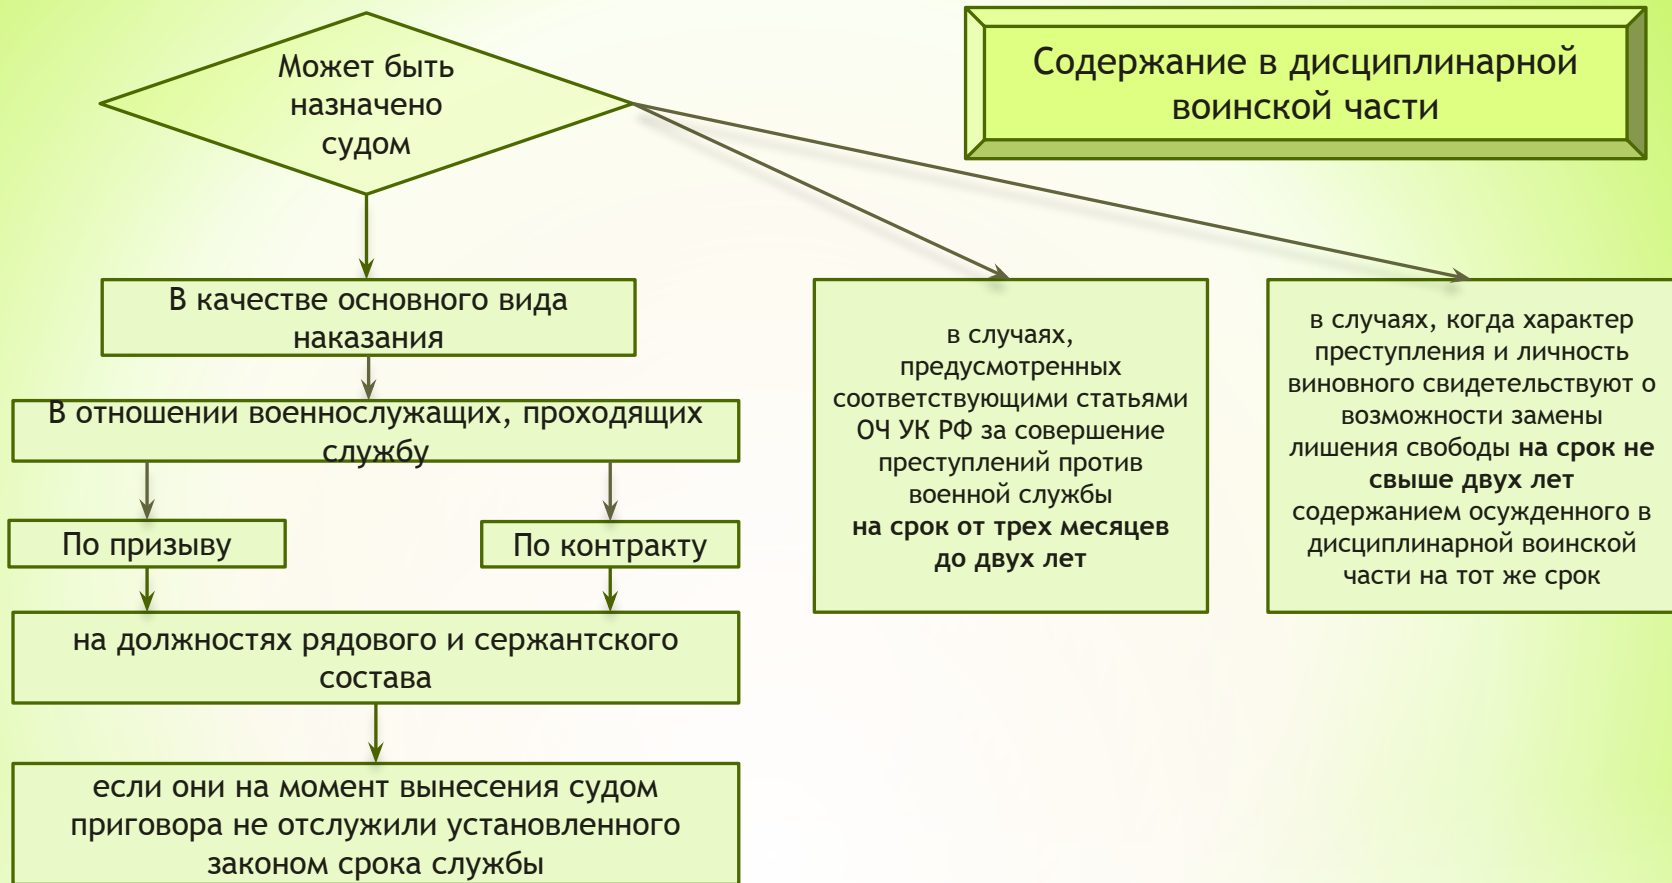 Может быть
назначено
судом
Содержание в дисциплинарной
воинской части
В качестве основного вида
наказания
В отношении военнослужащих, проходящих
службу
По призыву
По контракту
на должностях рядового и сержантского
состава
если они на момент вынесения судом
приговора не отслужили установленного
законом срока службы
в случаях,
предусмотренных
соответствующими статьями
ОЧ УК РФ за совершение
преступлений против
военной службы
на срок от трех месяцев
до двух лет
в случаях, когда характер
преступления и личность
виновного свидетельствуют о
возможности замены
лишения свободы на срок не
свыше двух лет
содержанием осужденного в
дисциплинарной воинской
части на тот же срок